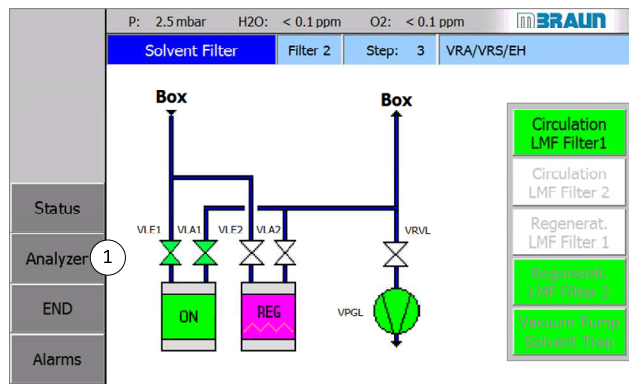 P: 2.5 mbar H2O: < 0.1 ppm O2: < 0.1 ppm MBRAUN
Solvent Filter Filter 2 Step: 3 VRA/VRS/EH
Box
Box
Circulation
LMF Filter1
Circulation
LMF Filter 2
Regenerat.
LMF Filter 1
Regenerat.
LMF Filter 2
Vacuum Pump
Solvent Trap
Status
Analyzer
1
END
Alarms
VLE1 VLA1 VLE2 VLA2
VRVL
ON
REG
VPGL